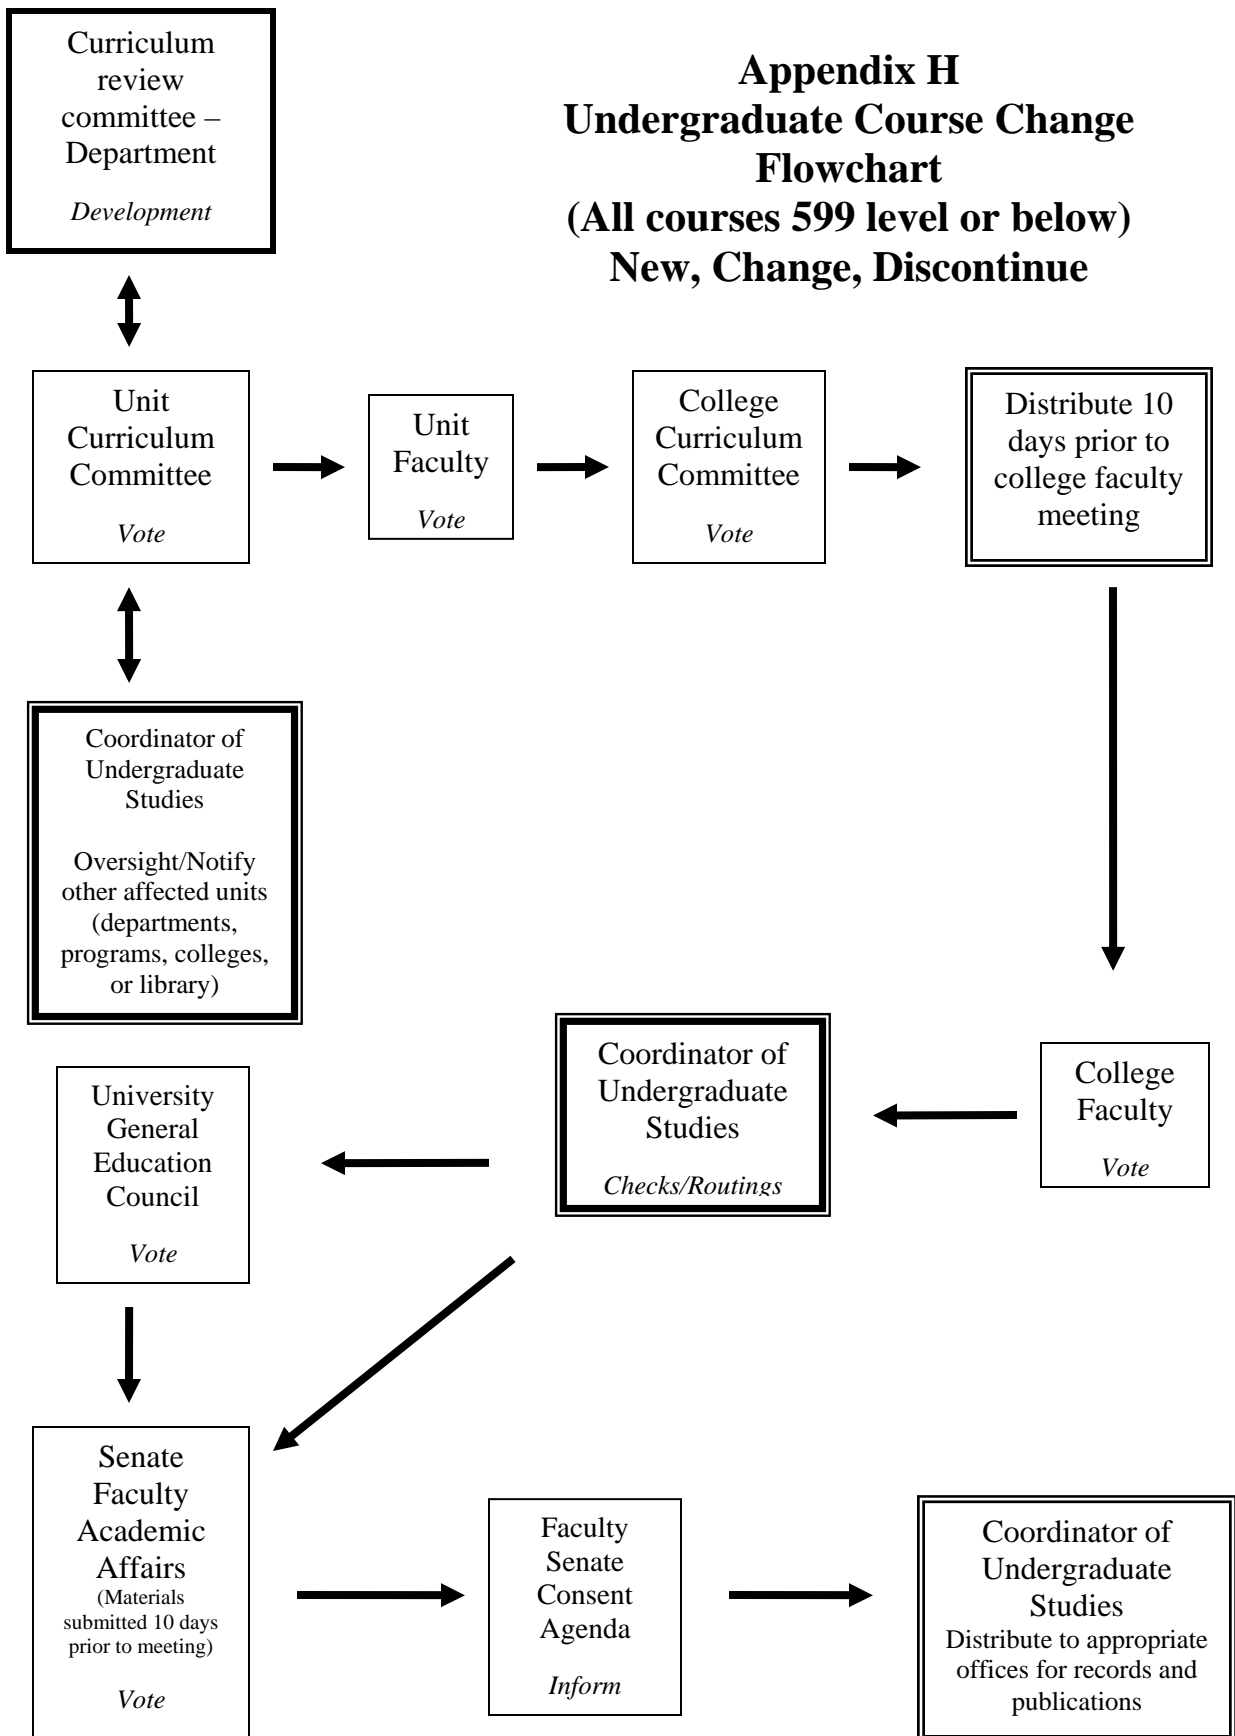 Curriculum
review
committee –
Department
Development
Appendix H
Undergraduate Course Change
Flowchart
(All courses 599 level or below)
New, Change, Discontinue
Unit
Curriculum
Committee
Vote
Unit
Faculty
Vote
College
Curriculum
Committee
Vote
Distribute 10
days prior to
college faculty
meeting
Coordinator of
Undergraduate
Studies
Oversight/Notify
other affected units
(departments,
programs, colleges,
or library)
Coordinator of
Undergraduate
Studies
Checks/Routings
College
Faculty
Vote
University
General
Education
Council
Vote
Senate
Faculty
Academic
Affairs
(Materials
submitted 10 days
prior to meeting)
Vote
Faculty
Senate
Consent
Agenda
Inform
Coordinator of
Undergraduate
Studies
Distribute to appropriate
offices for records and
publications